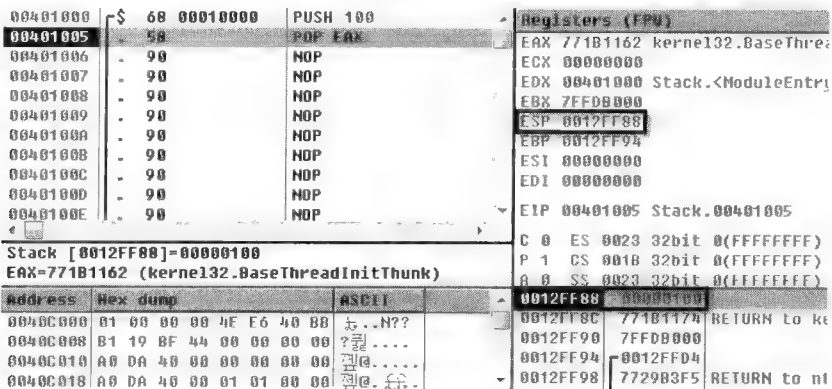 00401000 $ 68 00010000 PUSH 100
00401005 . 58 POP EAX
00401006 . 90 NOP
00401007 . 90 NOP
00401008 . 90 NOP
00401009 . 90 NOP
0040100A . 90 NOP
0040100B . 90 NOP
0040100C . 90 NOP
0040100D . 90 NOP
0040100E . 90 NOP
Stack [0012FF88]=00000100
EAX=771B1162 (kernel32.BaseThreadInitThunk)
Address Hex dump ASCII
0040C000 01 00 00 00 4E E6 40 BB ..N??
0040C008 B1 19 BF 44 00 00 00 00 ?....
0040C010 A0 DA 40 00 00 00 00 00 @.....
0040C018 A0 DA 40 00 01 01 00 00 @.
Registers (FPU)
EAX 771B1162 kernel32.BaseThrea
ECX 00000000
EDX 00401000 Stack.<ModuleEntry
EBX 7FFDB000
ESP 0012FF88
EBP 0012FF94
ESI 00000000
EDI 00000000
EIP 00401005 Stack.00401005
C 0 ES 0023 32bit 0(FFFFFFFF)
P 1 CS 001B 32bit 0(FFFFFFFF)
A 0 SS 0023 32bit 0(FFFFFFFF)
0012FF88 00000100
0012FF8C 771B1174 RETURN to ke
0012FF90 7FFDB000
0012FF94 0012FFD4
0012FF98 7729B3F5 RETURN to nt